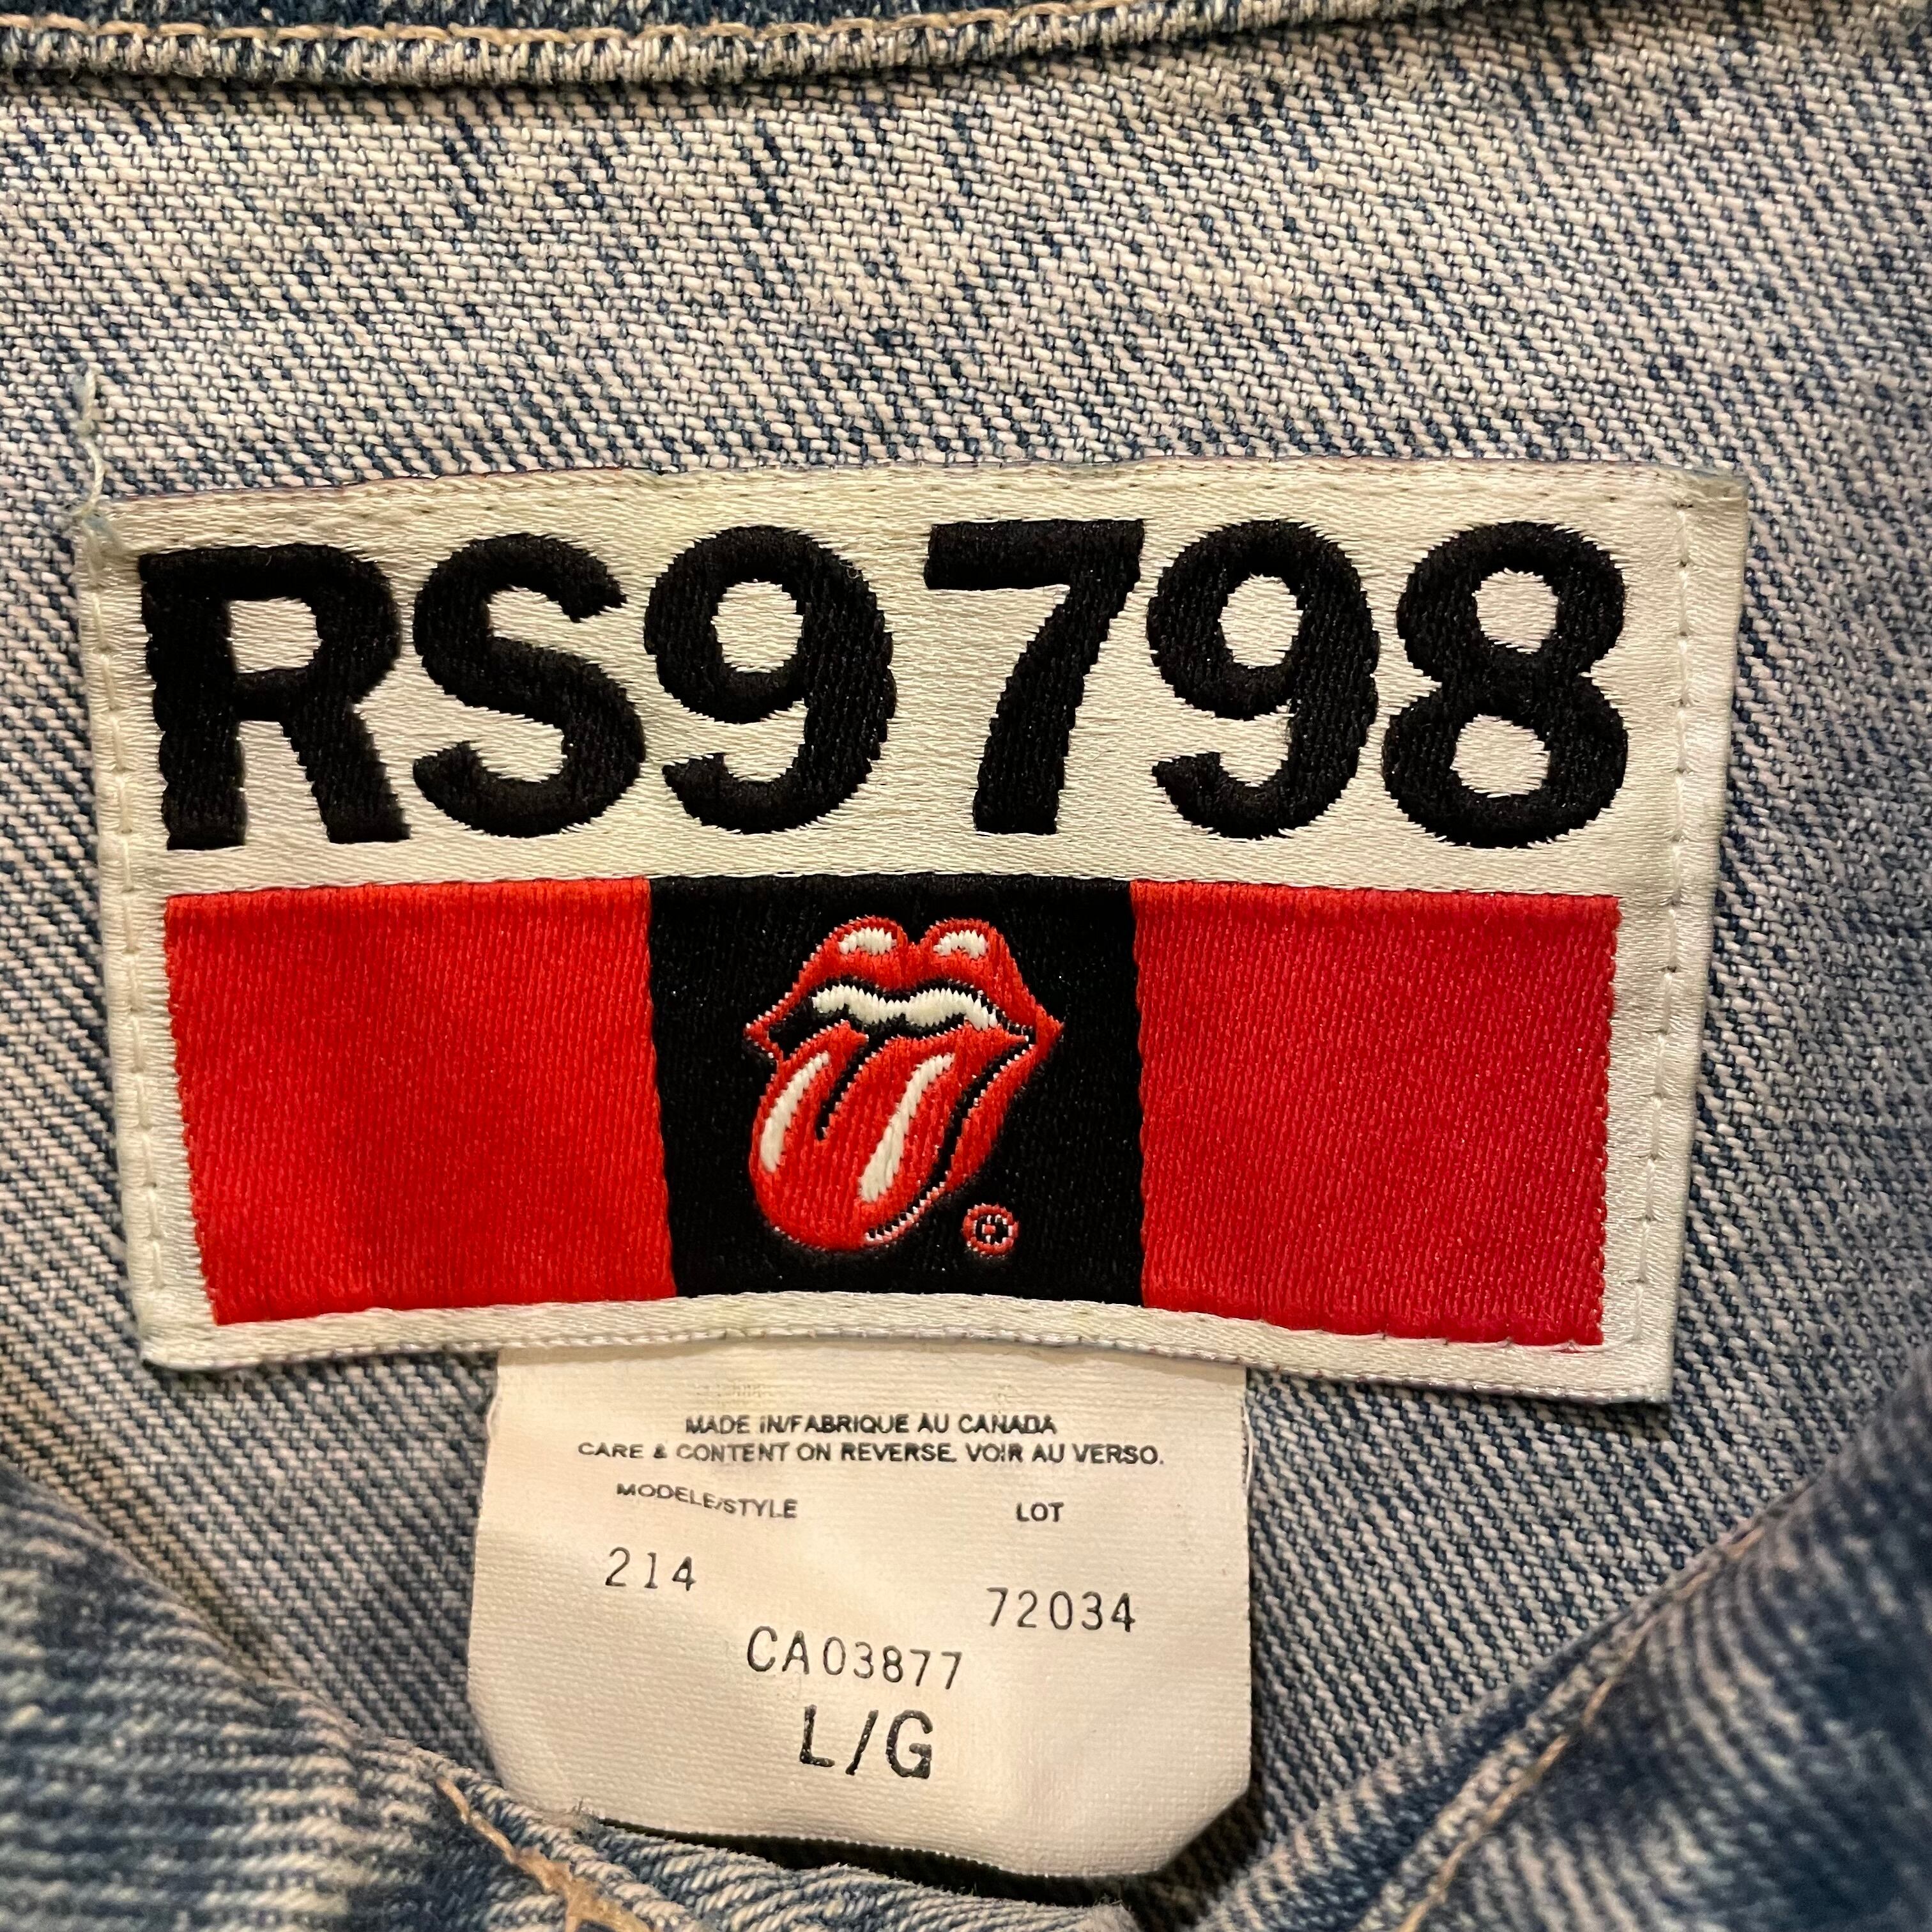 RS9798
®
MADE IN/FABRIQUE AU CANADA
CARE & CONTENT ON REVERSE. VOIR AU VERSO.
MODELE/STYLE LOT
214 72034
CA03877
L/G